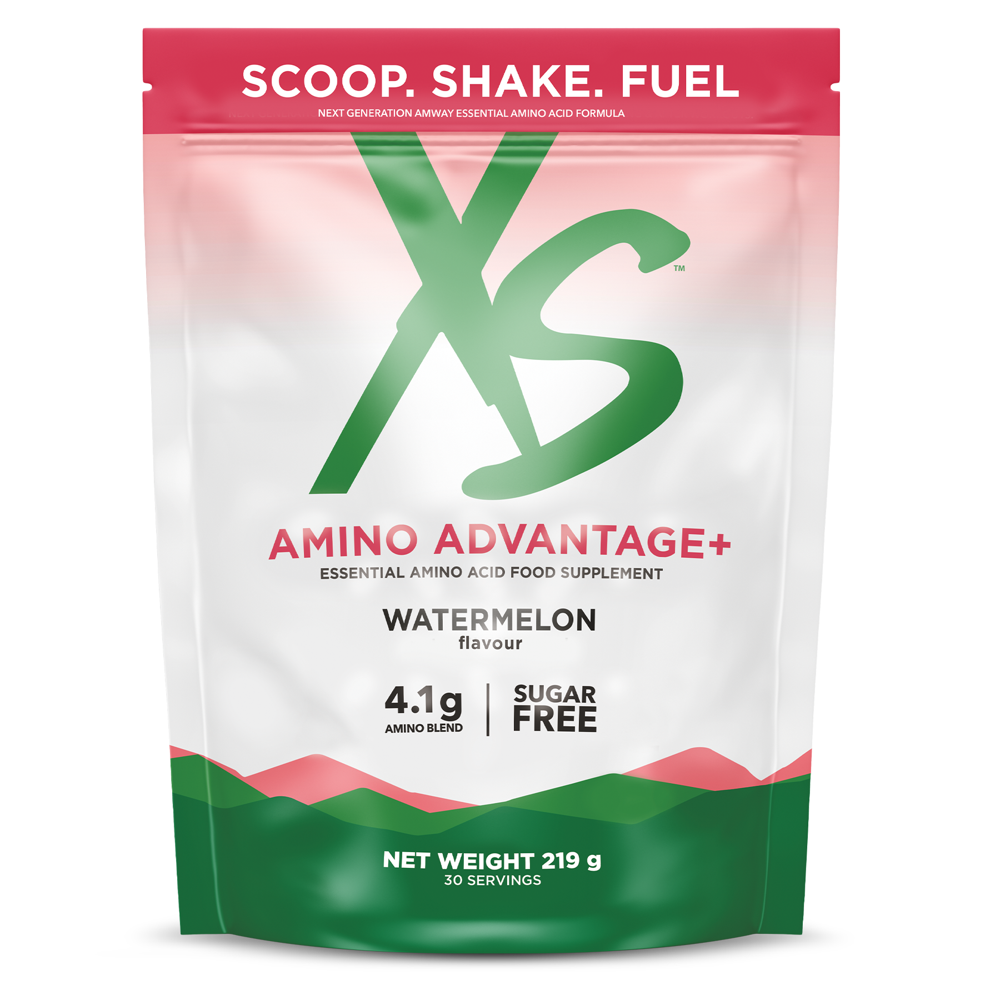 SCOOP. SHAKE. FUEL
NEXT GENERATION AMWAY ESSENTIAL AMINO ACID FORMULA
XS™
AMINO ADVANTAGE+
ESSENTIAL AMINO ACID FOOD SUPPLEMENT
WATERMELON
flavour
4.1g
AMINO BLEND
SUGAR
FREE
NET WEIGHT 219 g
30 SERVINGS